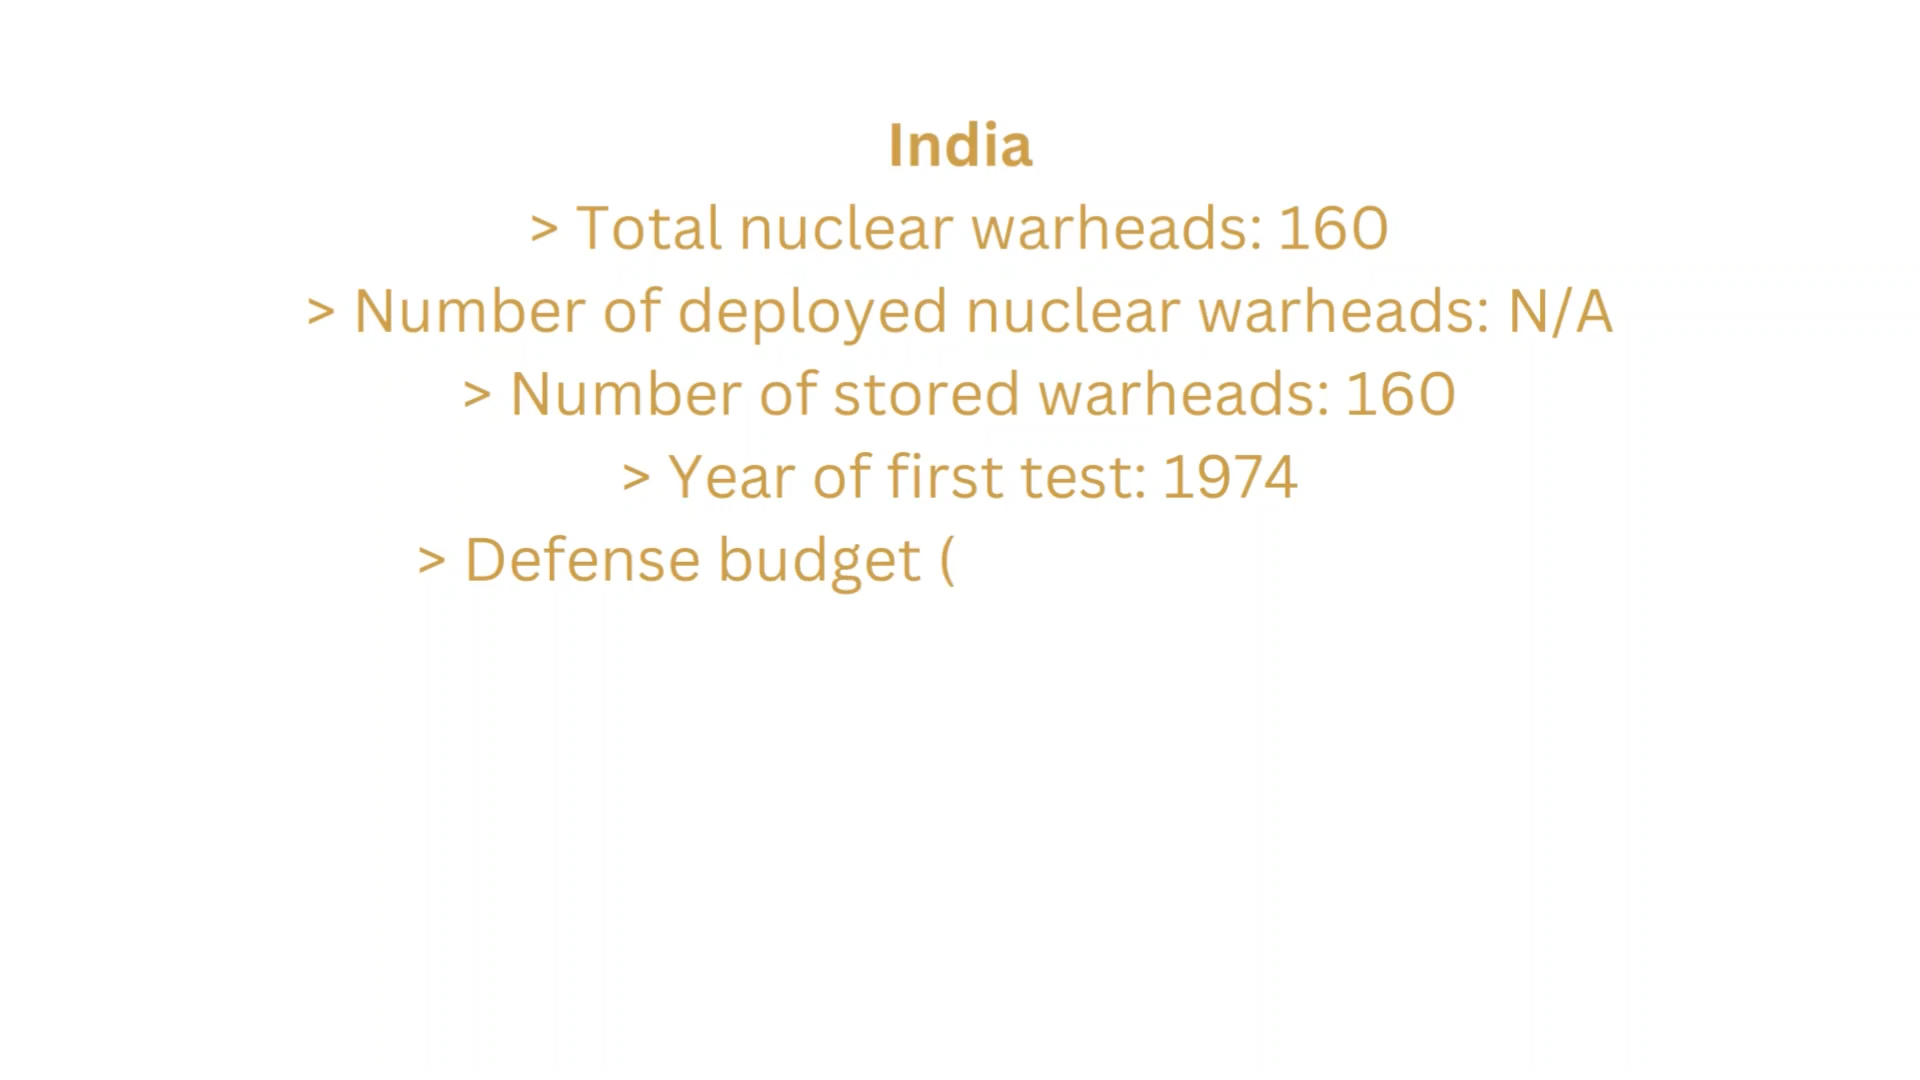 India
> Total nuclear warheads: 160
> Number of deployed nuclear warheads: N/A
> Number of stored warheads: 160
> Year of first test: 1974
> Defense budget (